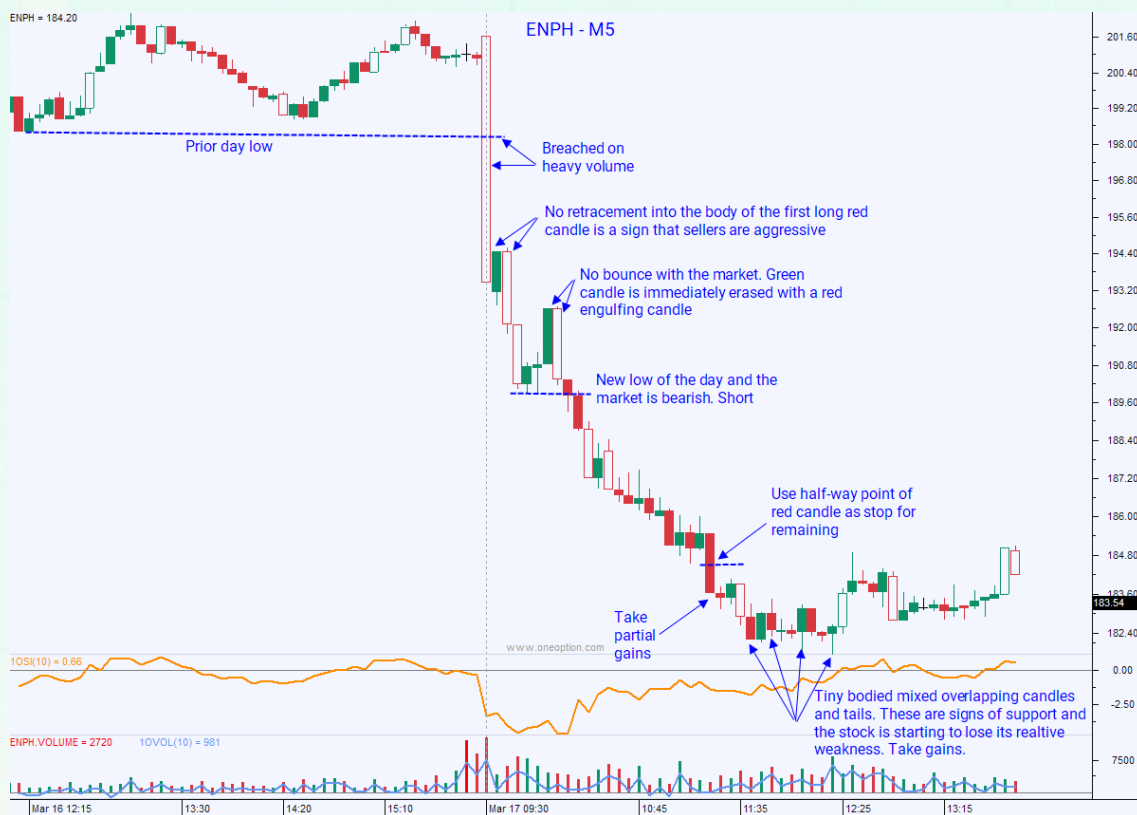 ENPH = 184.20
ENPH - M5
201.60
200.40
199.20
198.00
196.80
195.60
194.40
193.20
192.00
190.80
189.60
188.40
187.20
186.00
184.80
183.60
183.54
182.40
Prior day low
Breached on
heavy volume
No retracement into the body of the first long red
candle is a sign that sellers are aggressive
No bounce with the market. Green
candle is immediately erased with a red
engulfing candle
New low of the day and the
market is bearish. Short
Use half-way point of
red candle as stop for
remaining
Take
partial
gains
www.oneoption.com
1OSI(10) = 0.66
0.00
-2.50
Tiny bodied mixed overlapping candles
and tails. These are signs of support and
the stock is starting to lose its realtive
weakness. Take gains.
ENPH.VOLUME = 2720
1OVOL(10) = 981
7500
Mar 16 12:15
13:30
14:20
15:10
Mar 17 09:30
10:45
11:35
12:25
13:15